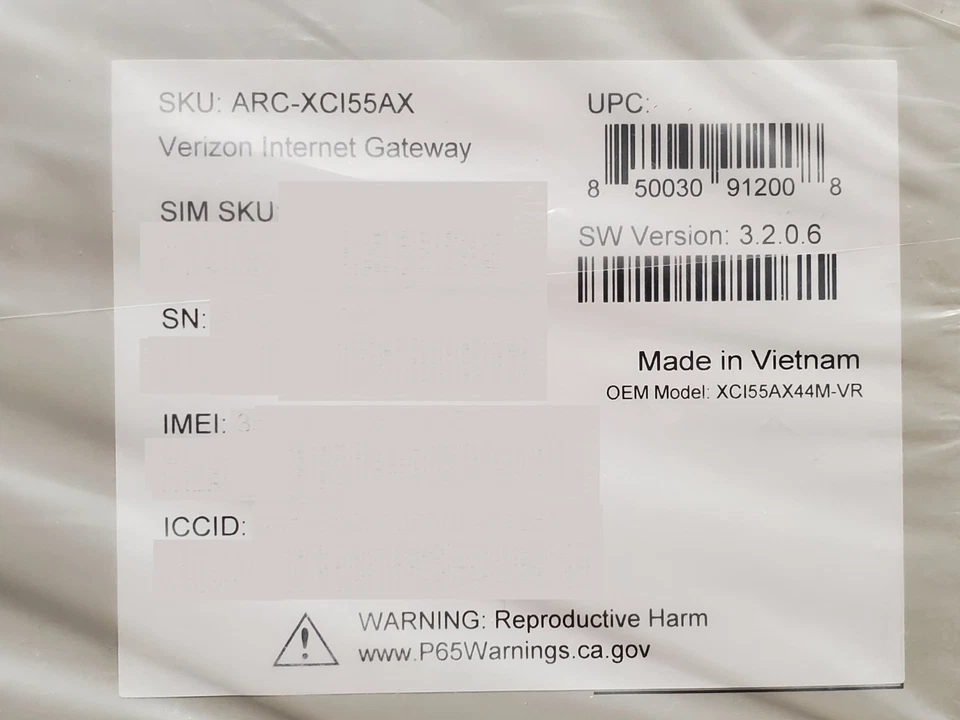 SKU: ARC-XCI55AX
Verizon Internet Gateway
SIM SKU
SN:
IMEI: 3
ICCID:
UPC:
8 50030 91200 8
SW Version: 3.2.0.6
Made in Vietnam
OEM Model: XCI55AX44M-VR
WARNING: Reproductive Harm
www.P65Warnings.ca.gov